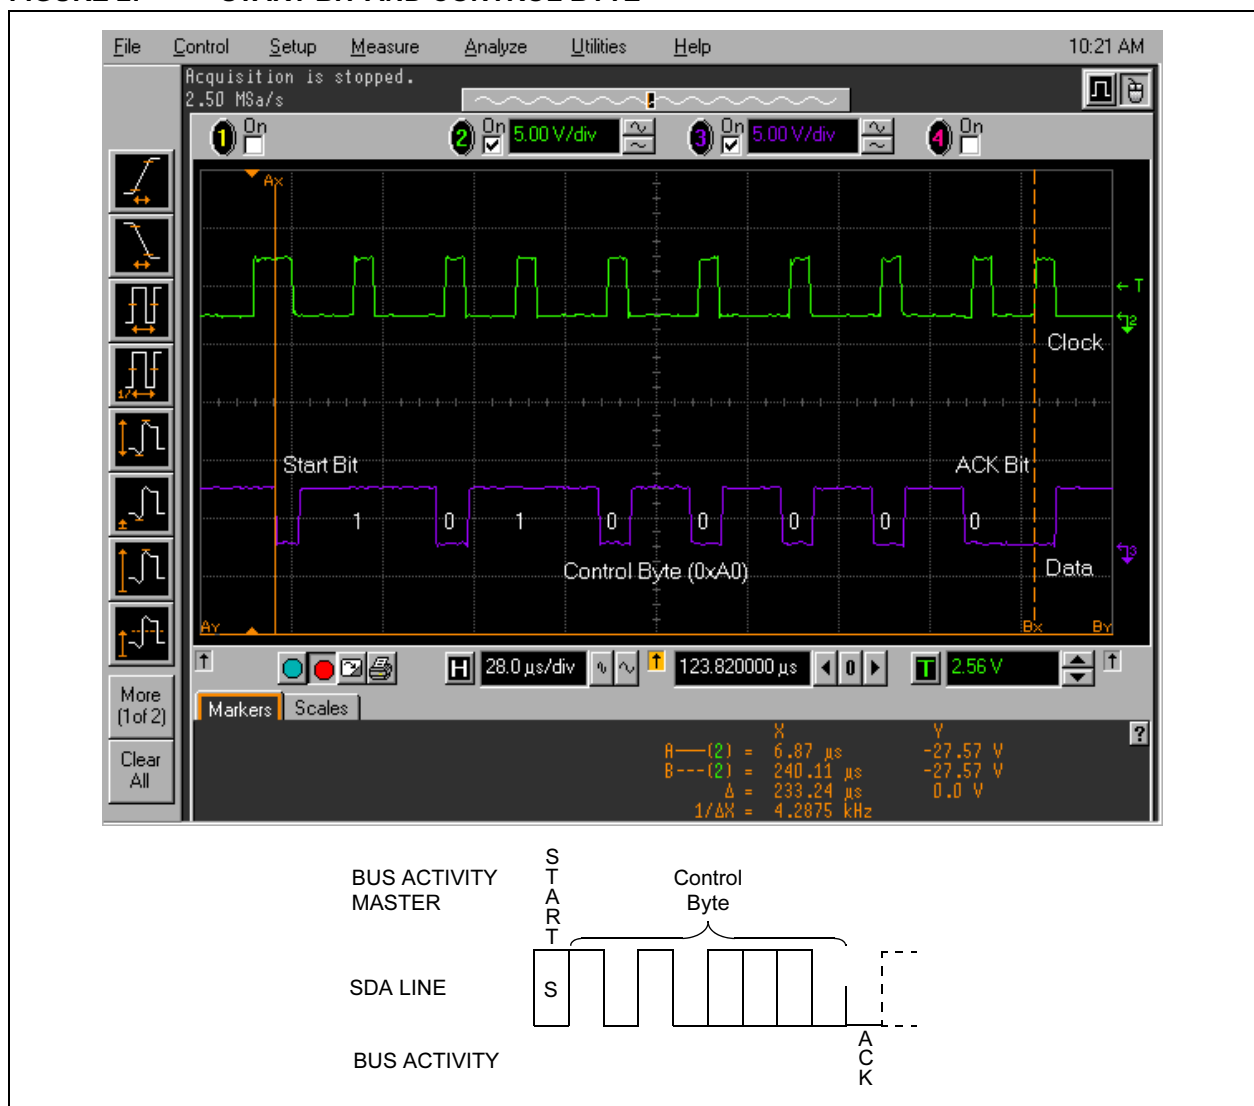 File Control Setup Measure Analyze Utilities Help 10:21 AM
Acquisition is stopped.
2.50 MSa/s
1 On 2 On 5.00 V/div 3 On 5.00 V/div 4 On
Ax
T
2
Clock
Start Bit ACK Bit
1 0 1 0 0 0 0 0
3
Control Byte (0xA0) Data
Ay Bx By
H 28.0 µs/div 123.820000 µs 0 T 2.56 V
More
(1 of 2)
Clear
All
Markers Scales
?
X Y
A——(2) = 6.87 µs -27.57 V
B---(2) = 240.11 µs -27.57 V
Δ = 233.24 µs 0.0 V
1/ΔX = 4.2875 kHz
BUS ACTIVITY
MASTER
START
Control
Byte
SDA LINE
S
BUS ACTIVITY
ACK